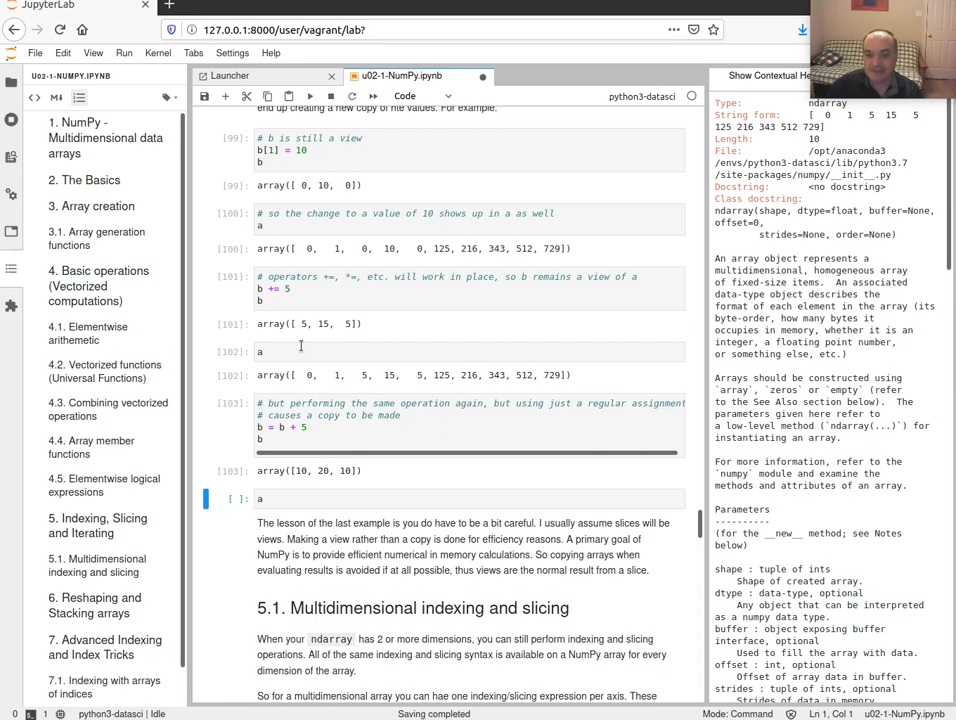 JupyterLab
127.0.0.1:8000/user/vagrant/lab?
File Edit View Run Kernel Tabs Settings Help
U02-1-NUMPY.IPYNB
Launcher
u02-1-NumPy.ipynb
Show Contextual He
Code
python3-datasci
1. NumPy -
Multidimensional data
arrays
2. The Basics
3. Array creation
3.1. Array generation
functions
4. Basic operations
(Vectorized
computations)
4.1. Elementwise
arithemetic
4.2. Vectorized functions
(Universal Functions)
4.3. Combining vectorized
operations
4.4. Array member
functions
4.5. Elementwise logical
expressions
5. Indexing, Slicing
and Iterating
5.1. Multidimensional
indexing and slicing
6. Reshaping and
Stacking arrays
7. Advanced Indexing
and Index Tricks
7.1. Indexing with arrays
of indices
end up creating a new copy of hte values. For example.
[99]: # b is still a view
b[1] = 10
b
[99]: array([ 0, 10, 0])
[100]: # so the change to a value of 10 shows up in a as well
a
[100]: array([ 0, 1, 0, 10, 0, 125, 216, 343, 512, 729])
[101]: # operators +=, *=, etc. will work in place, so b remains a view of a
b += 5
b
[101]: array([ 5, 15, 5])
[102]: a
[102]: array([ 0, 1, 5, 15, 5, 125, 216, 343, 512, 729])
[103]: # but performing the same operation again, but using just a regular assignment
# causes a copy to be made
b = b + 5
b
[103]: array([10, 20, 10])
[ ]: a
The lesson of the last example is you do have to be a bit careful. I usually assume slices will be
views. Making a view rather than a copy is done for efficiency reasons. A primary goal of
NumPy is to provide efficient numerical in memory calculations. So copying arrays when
evaluating results is avoided if at all possible, thus views are the normal result from a slice.
5.1. Multidimensional indexing and slicing
When your ndarray has 2 or more dimensions, you can still perform indexing and slicing
operations. All of the same indexing and slicing syntax is available on a NumPy array for every
dimension of the array.
So for a multidimensional array you can hae one indexing/slicing expression per axis. These
Type: ndarray
String form: [ 0 1 5 15 5
125 216 343 512 729]
Length: 10
File: /opt/anaconda3
/envs/python3-datasci/lib/python3.7
/site-packages/numpy/__init__.py
Docstring: <no docstring>
Class docstring:
ndarray(shape, dtype=float, buffer=None,
offset=0,
strides=None, order=None)
An array object represents a
multidimensional, homogeneous array
of fixed-size items. An associated
data-type object describes the
format of each element in the array (its
byte-order, how many bytes it
occupies in memory, whether it is an
integer, a floating point number,
or something else, etc.)
Arrays should be constructed using
`array`, `zeros` or `empty` (refer
to the See Also section below). The
parameters given here refer to
a low-level method (`ndarray(...)`) for
instantiating an array.
For more information, refer to the
`numpy` module and examine the
methods and attributes of an array.
Parameters
----------
(for the __new__ method; see Notes
below)
shape : tuple of ints
Shape of created array.
dtype : data-type, optional
Any object that can be interpreted
as a numpy data type.
buffer : object exposing buffer
interface, optional
Used to fill the array with data.
offset : int, optional
Offset of array data in buffer.
strides : tuple of ints, optional
Strides of data in memory.
0 1 python3-datasci | Idle Saving completed Mode: Command Ln 1, Col 1 u02-1-NumPy.ipynb